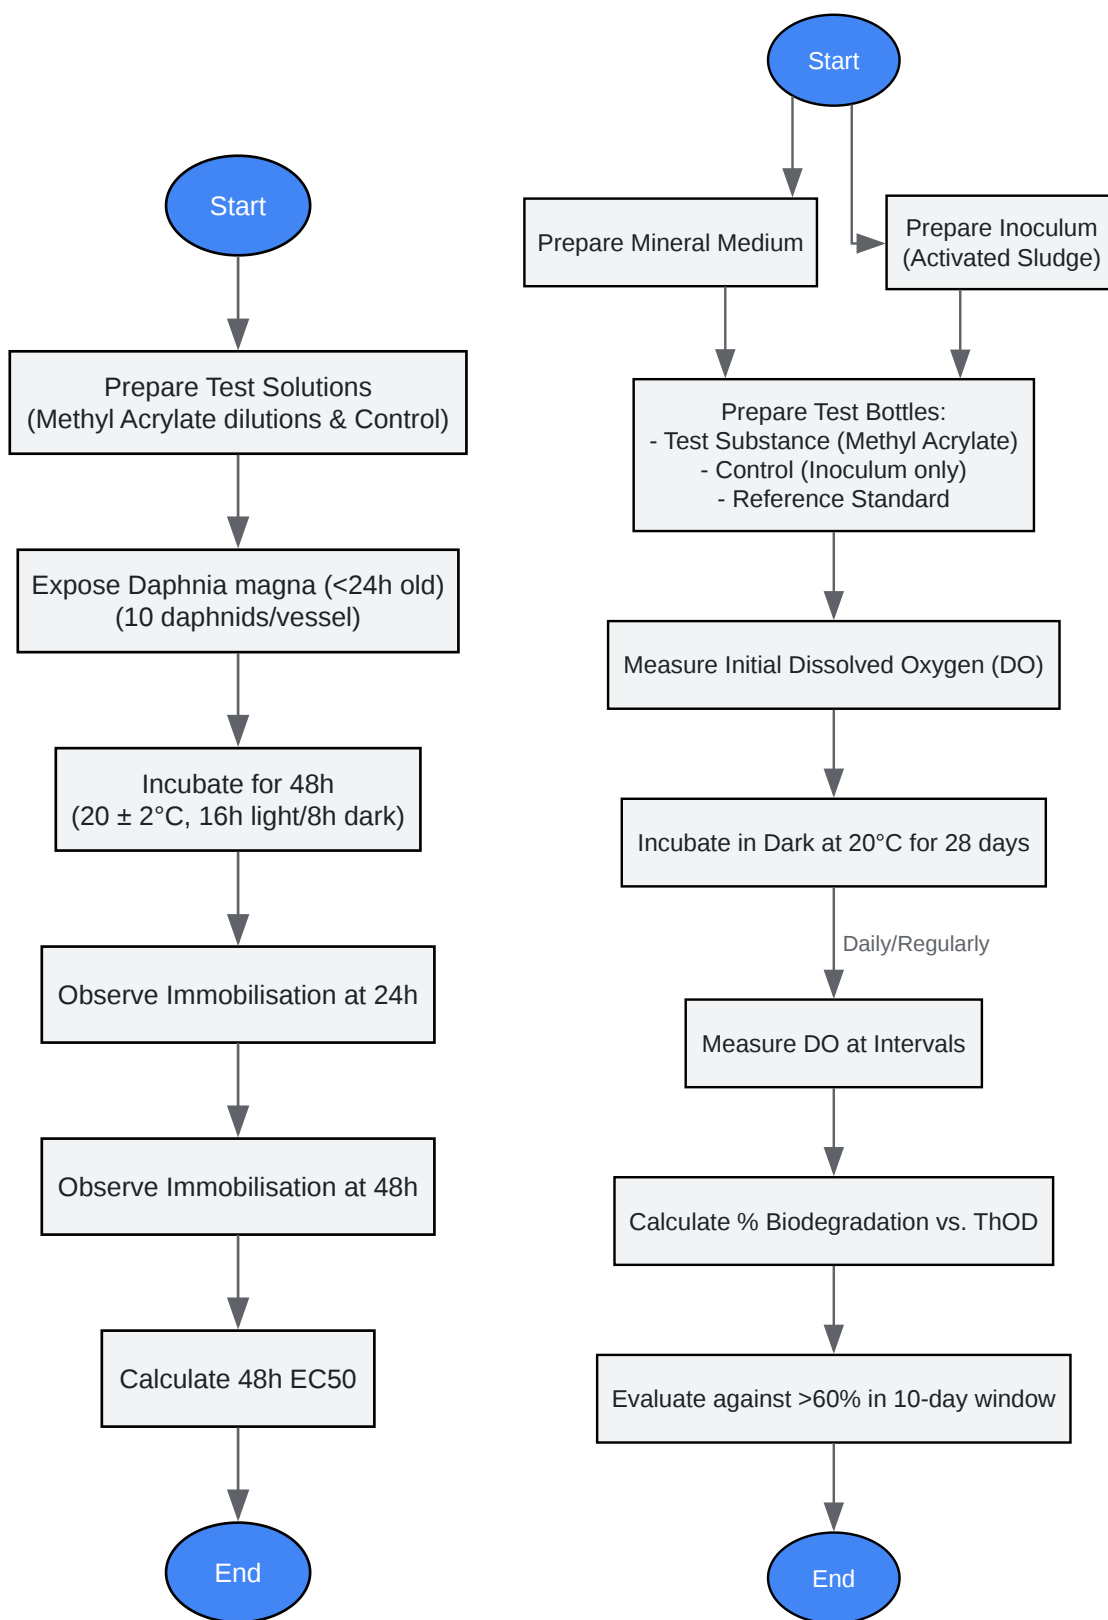 Start
Prepare Test Solutions
(Methyl Acrylate dilutions & Control)
Expose Daphnia magna (<24h old)
(10 daphnids/vessel)
Incubate for 48h
(20 ± 2°C, 16h light/8h dark)
Observe Immobilisation at 24h
Observe Immobilisation at 48h
Calculate 48h EC50
End
Start
Prepare Mineral Medium
Prepare Inoculum
(Activated Sludge)
Prepare Test Bottles:
- Test Substance (Methyl Acrylate)
- Control (Inoculum only)
- Reference Standard
Measure Initial Dissolved Oxygen (DO)
Incubate in Dark at 20°C for 28 days
Daily/Regularly
Measure DO at Intervals
Calculate % Biodegradation vs. ThOD
Evaluate against >60% in 10-day window
End